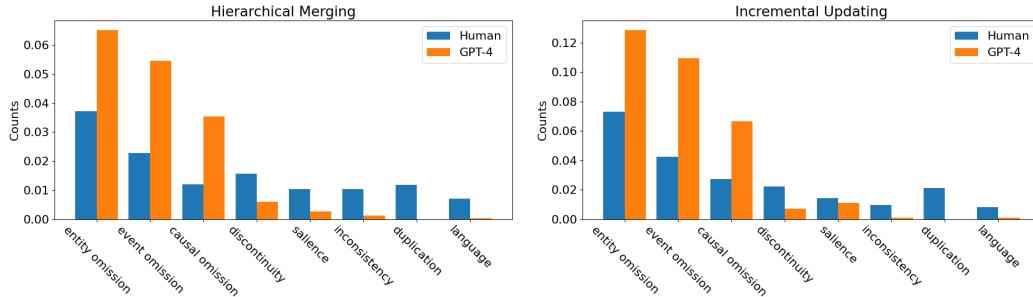 Hierarchical Merging
Human
GPT-4
Counts
0.06
0.05
0.04
0.03
0.02
0.01
0.00
entity omission
event omission
causal omission
discontinuity
salience
inconsistency
duplication
language
Incremental Updating
Human
GPT-4
Counts
0.12
0.10
0.08
0.06
0.04
0.02
0.00
entity omission
event omission
causal omission
discontinuity
salience
inconsistency
duplication
language